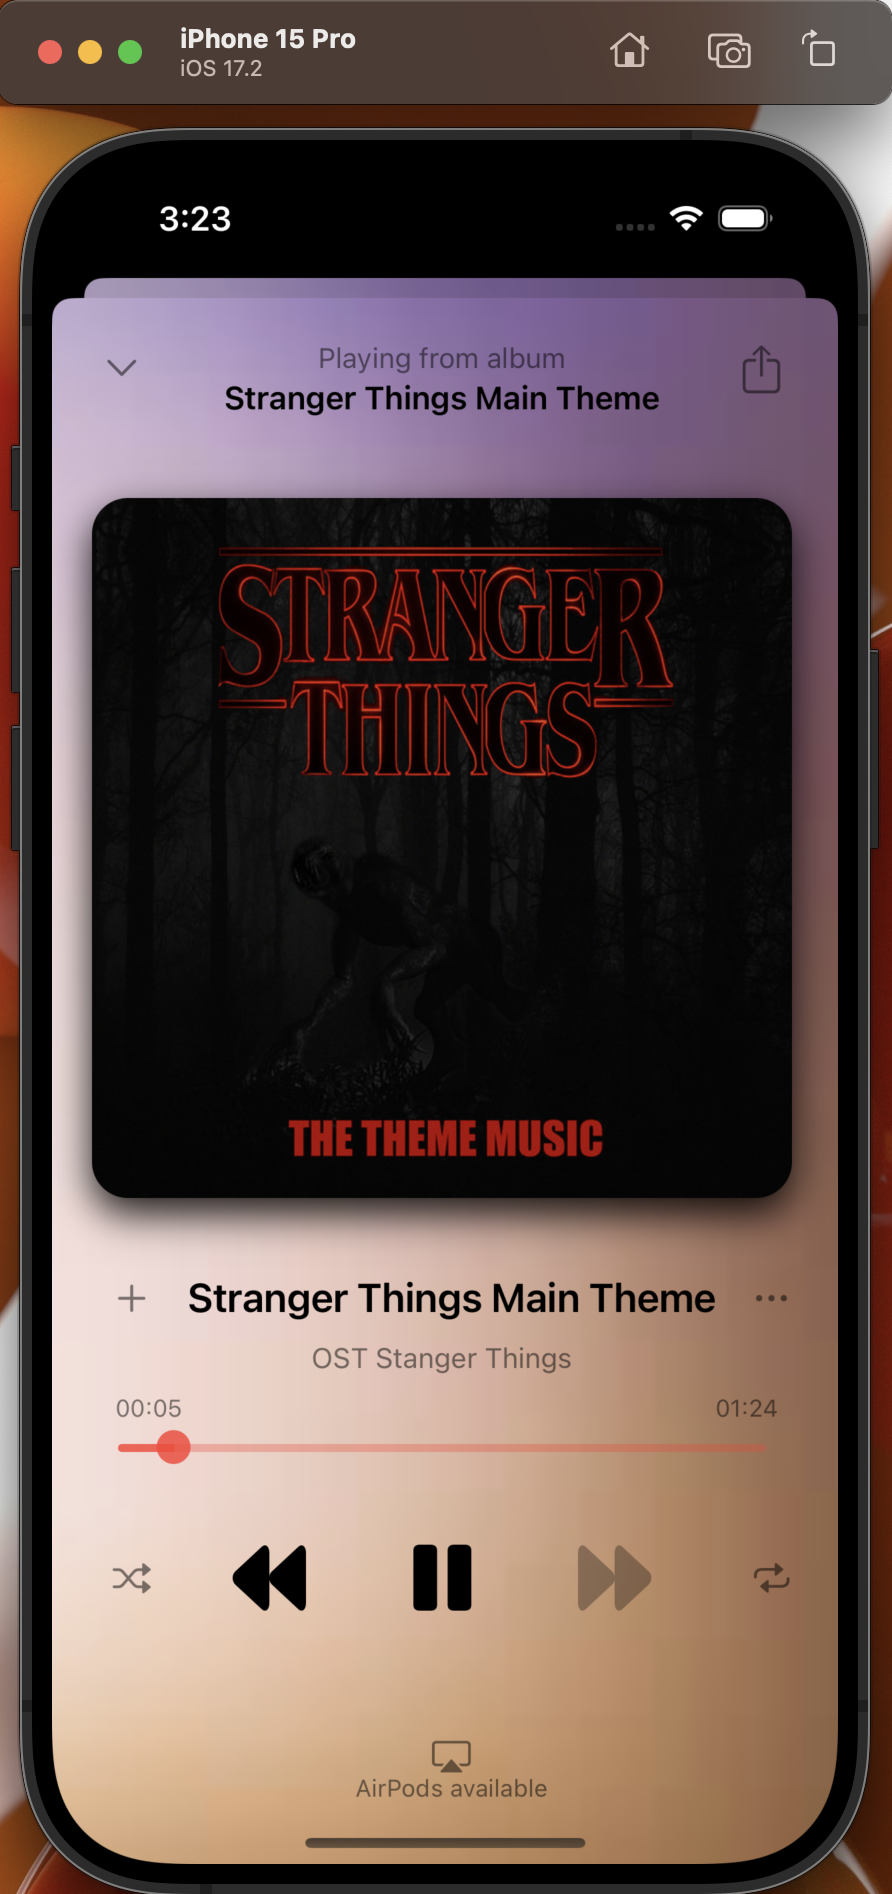 iPhone 15 Pro
iOS 17.2
3:23
Playing from album
Stranger Things Main Theme
STRANGER
THINGS
THE THEME MUSIC
Stranger Things Main Theme
OST Stanger Things
00:05 01:24
AirPods available